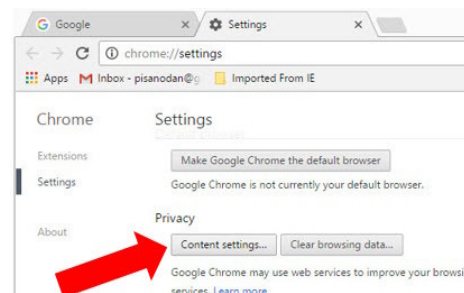 Google
Settings
chrome://settings
Apps
Inbox - pisanodan@g
Imported From IE
Chrome
Settings
Extensions
Make Google Chrome the default browser
Settings
Google Chrome is not currently your default browser.
About
Privacy
Content settings...
Clear browsing data...
Google Chrome may use web services to improve your browsi
services. Learn more